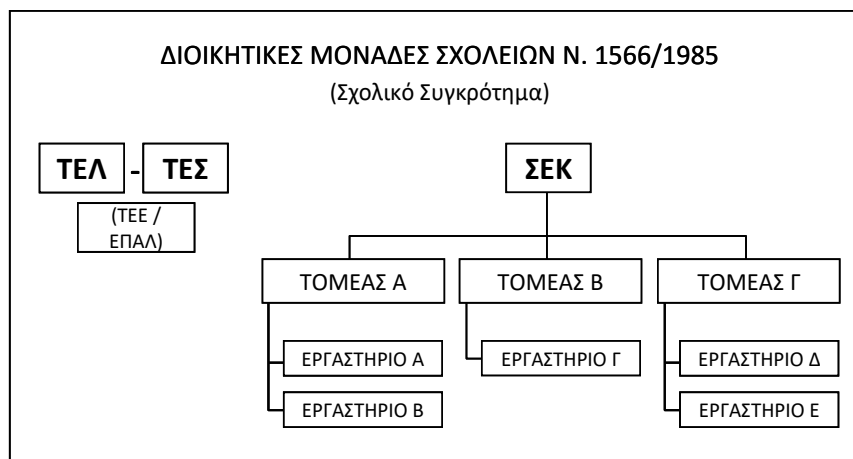 ΔΙΟΙΚΗΤΙΚΕΣ ΜΟΝΑΔΕΣ ΣΧΟΛΕΙΩΝ Ν. 1566/1985
(Σχολικό Συγκρότημα)
ΤΕΛ - ΤΕΣ
(ΤΕΕ /
ΕΠΑΛ)
ΣΕΚ
ΤΟΜΕΑΣ Α
ΕΡΓΑΣΤΗΡΙΟ Α
ΕΡΓΑΣΤΗΡΙΟ Β
ΤΟΜΕΑΣ Β
ΕΡΓΑΣΤΗΡΙΟ Γ
ΤΟΜΕΑΣ Γ
ΕΡΓΑΣΤΗΡΙΟ Δ
ΕΡΓΑΣΤΗΡΙΟ Ε